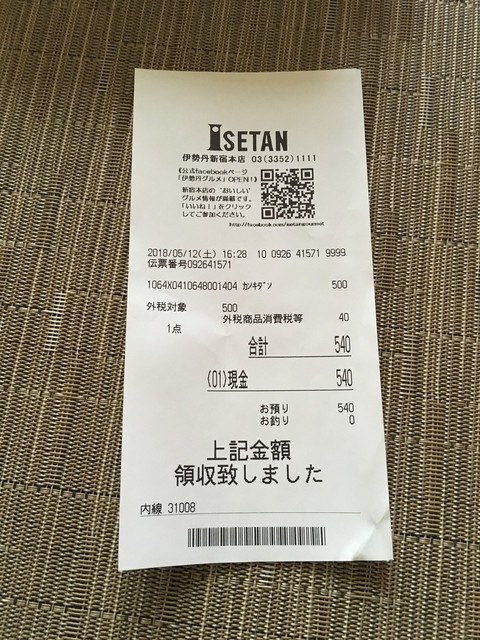 ISETAN
伊勢丹新宿本店 03(3352)1111
《公式facebookページ
「伊勢丹グルメ」OPEN！》
新宿本店の"おいしい"
グルメ情報が満載です。
「いいね！」をクリック
してご参加ください。
http://facebook.com/isetangourmet
2018/05/12(土) 16:28 10 0926 41571 9999
伝票番号092641571
1064X0410648001404 カンキダン 500
外税対象 500
外税商品消費税等 40
1点
合計 540
(01)現金 540
お預り 540
お釣り 0
上記金額
領収致しました
内線 31008